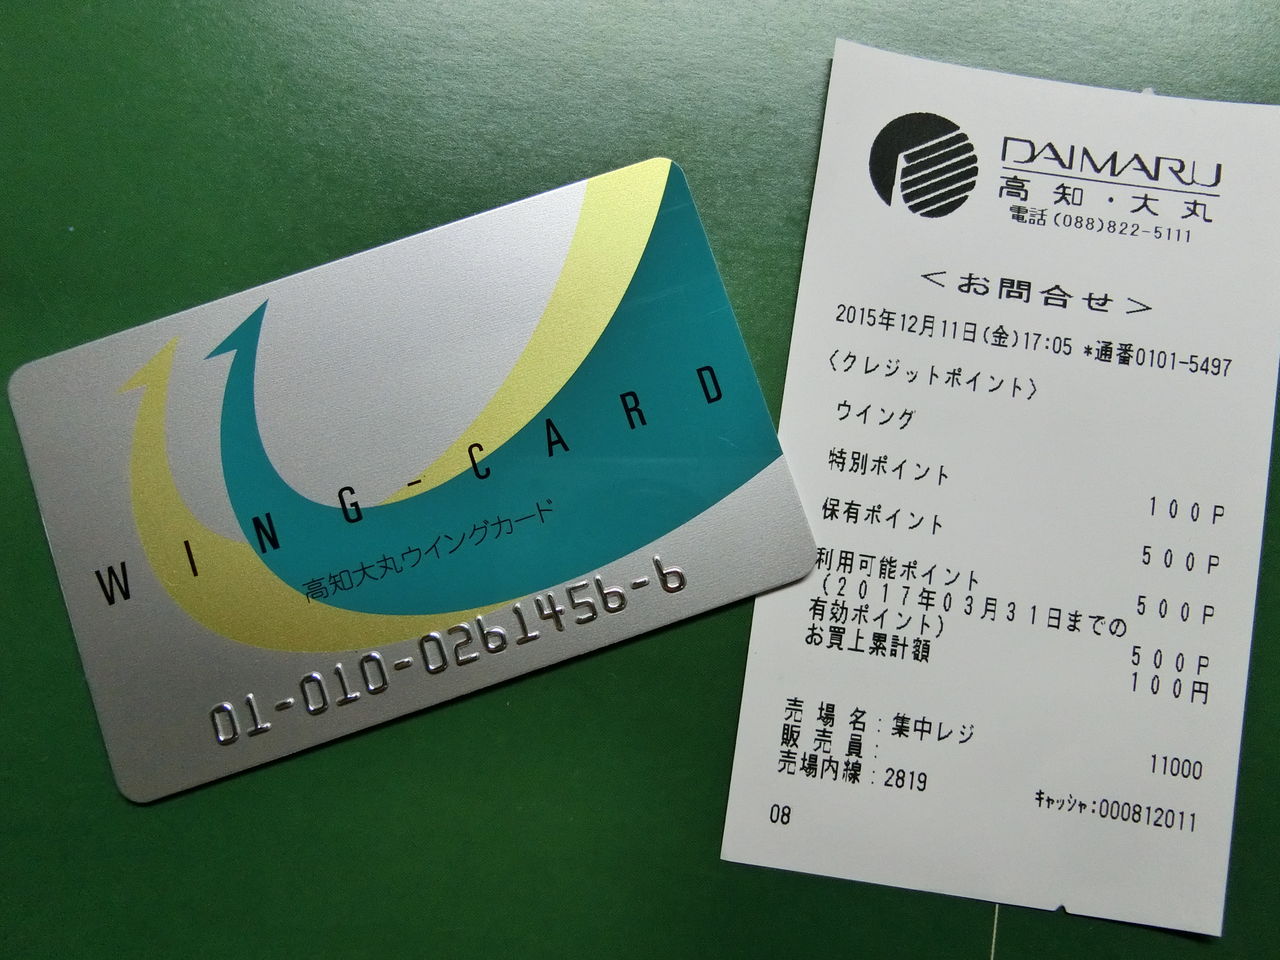 WING-CARD
高知大丸ウイングカード
01-010-0261456-6
DAIMARU
高知・大丸
電話(088)822-5111
＜お問合せ＞
2015年12月11日(金)17:05 *通番0101-5497
〈クレジットポイント〉
ウイング
特別ポイント 100P
保有ポイント 500P
利用可能ポイント 500P
(2017年03月31日までの
有効ポイント) 500P
お買上累計額 100円
売場名:集中レジ
販売員: 11000
売場内線:2819
ｷｬｯｼｬ:000812011
08